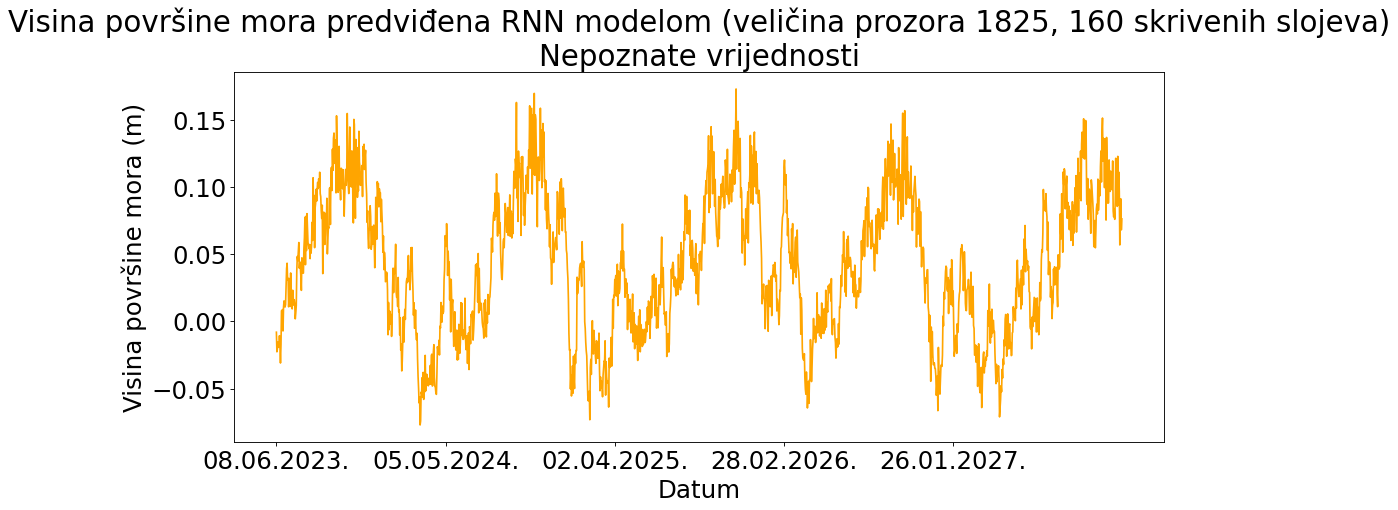 Visina površine mora predviđena RNN modelom (veličina prozora 1825, 160 skrivenih slojeva)
Nepoznate vrijednosti
Visina površine mora (m)
0.15
0.10
0.05
0.00
−0.05
08.06.2023. 05.05.2024. 02.04.2025. 28.02.2026. 26.01.2027.
Datum